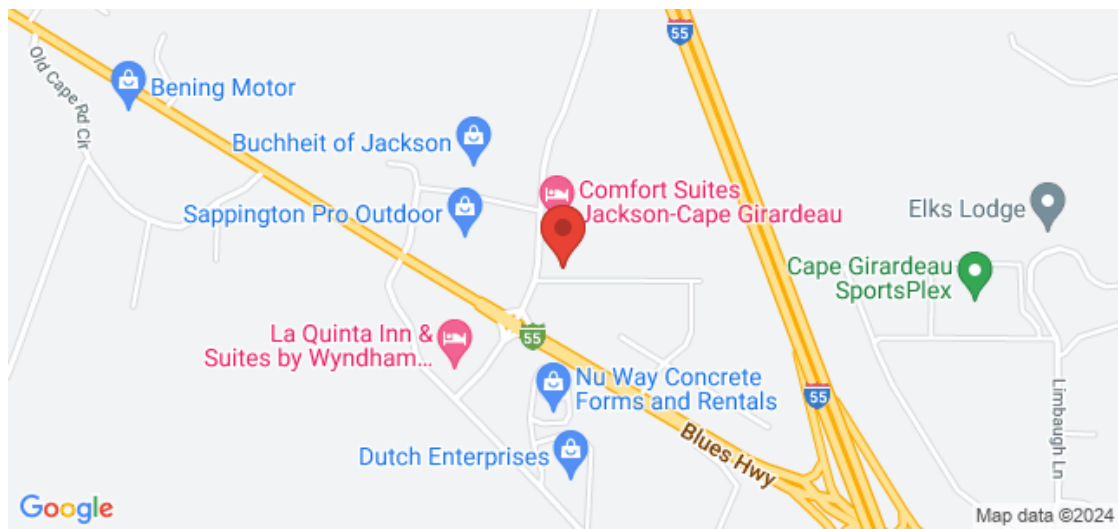 55
Old Cape Rd Cir
Bening Motor
Buchheit of Jackson
Comfort Suites
Jackson-Cape Girardeau
Sappington Pro Outdoor
Elks Lodge
Cape Girardeau
SportsPlex
La Quinta Inn &
Suites by Wyndham...
55
Nu Way Concrete
Forms and Rentals
55
Limbaugh Ln
Blues Hwy
Dutch Enterprises
Google
Map data ©2024